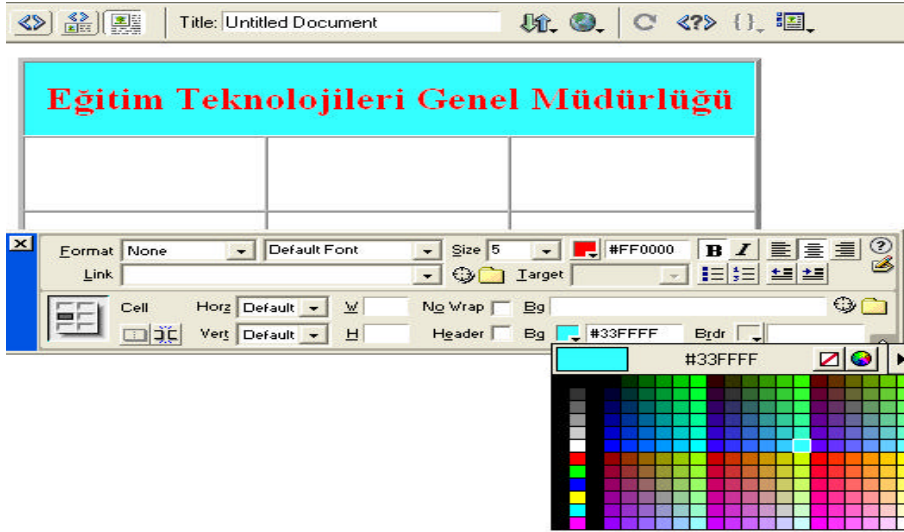 Title: Untitled Document
Eğitim Teknolojileri Genel Müdürlüğü
Format None Default Font Size 5 #FF0000 B I
Link Target
Cell Horz Default W No Wrap Bg
Vert Default H Header Bg #33FFFF Brdr
#33FFFF